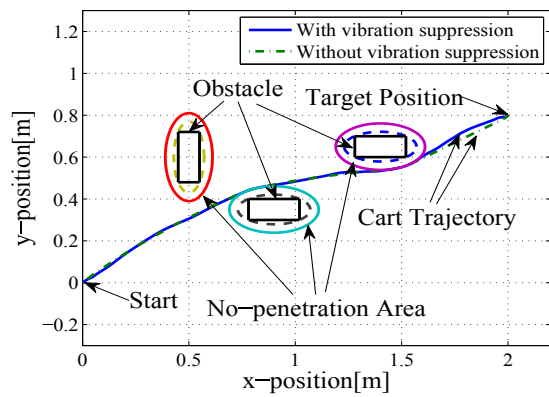 With vibration suppression
Without vibration suppression
Obstacle
Target Position
Cart Trajectory
Start
No−penetration Area
1.2
1
0.8
0.6
0.4
0.2
0
−0.2
0 0.5 1 1.5 2
x−position[m]
y−position[m]